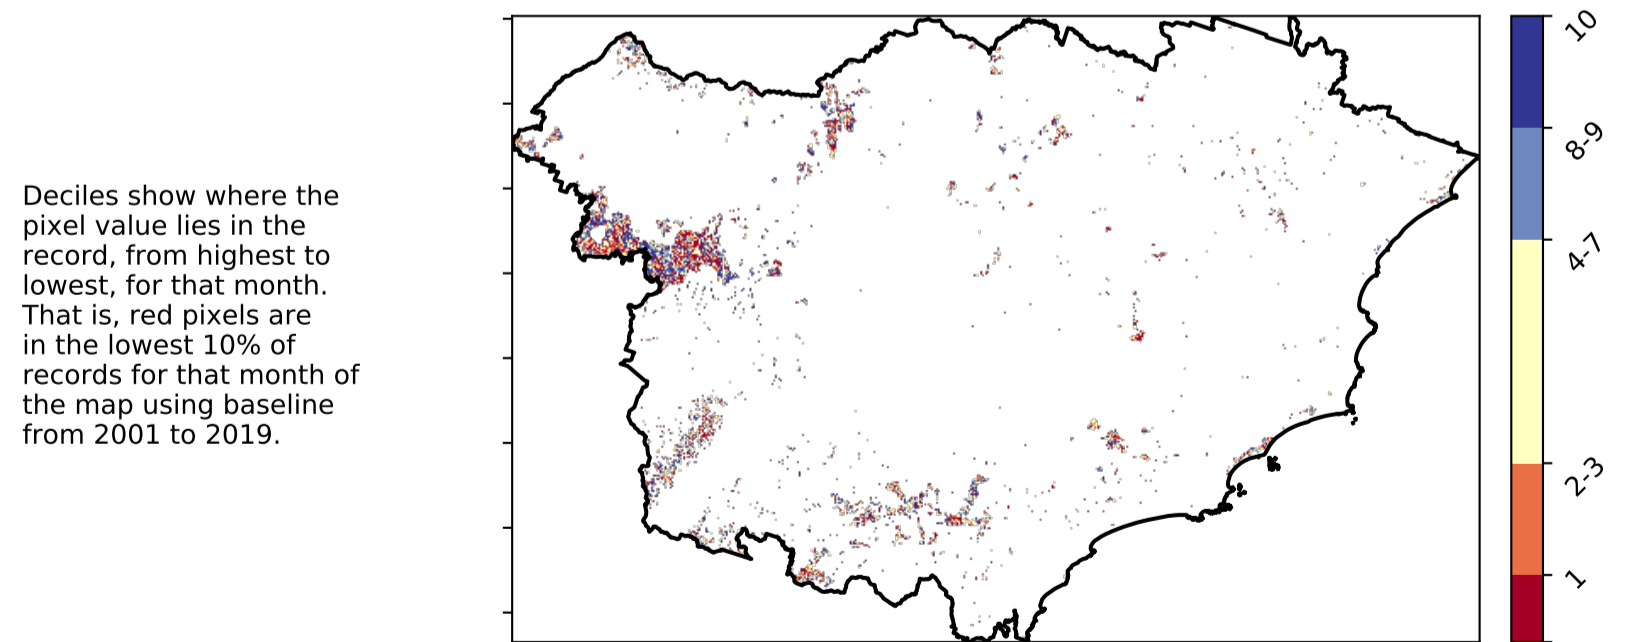 Deciles show where the
pixel value lies in the
record, from highest to
lowest, for that month.
That is, red pixels are
in the lowest 10% of
records for that month of
the map using baseline
from 2001 to 2019.
10
8-9
4-7
2-3
1